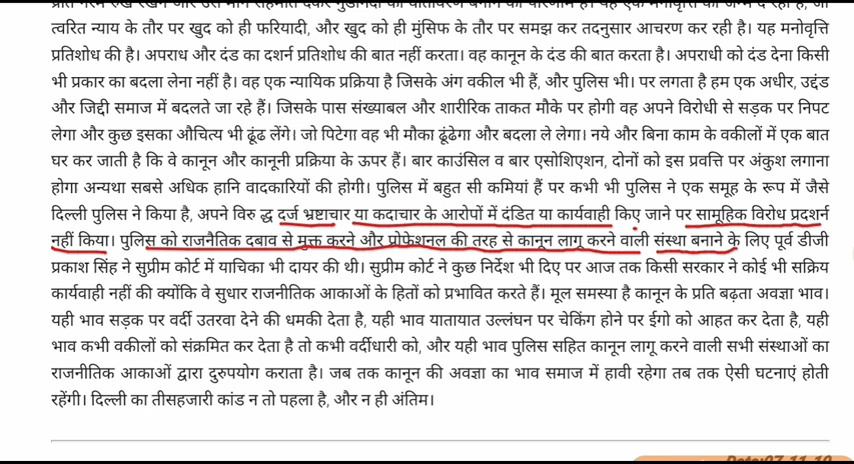 त्वरित न्याय के तौर पर खुद को ही फरियादी, और खुद को ही मुंसिफ के तौर पर समझ कर तदनुसार आचरण कर रही है। यह मनोवृत्ति
प्रतिशोध की है। अपराध और दंड का दर्शन प्रतिशोध की बात नहीं करता। वह कानून के दंड की बात करता है। अपराधी को दंड देना किसी
भी प्रकार का बदला लेना नहीं है। वह एक न्यायिक प्रक्रिया है जिसके अंग वकील भी हैं, और पुलिस भी। पर लगता है हम एक अधीर, उद्दंड
और जिद्दी समाज में बदलते जा रहे हैं। जिसके पास संख्याबल और शारीरिक ताकत मौके पर होगी वह अपने विरोधी से सड़क पर निपट
लेगा और कुछ इसका औचित्य भी ढूंढ लेंगे। जो पिटेगा वह भी मौका ढूंढेगा और बदला ले लेगा। नये और बिना काम के वकीलों में एक बात
घर कर जाती है कि वे कानून और कानूनी प्रक्रिया के ऊपर हैं। बार काउंसिल व बार एसोशिएशन, दोनों को इस प्रवत्ति पर अंकुश लगाना
होगा अन्यथा सबसे अधिक हानि वादकारियों की होगी। पुलिस में बहुत सी कमियां हैं पर कभी भी पुलिस ने एक समूह के रूप में जैसे
दिल्ली पुलिस ने किया है, अपने विरु द्ध दर्ज भ्रष्टाचार या कदाचार के आरोपों में दंडित या कार्यवाही किए जाने पर सामूहिक विरोध प्रदर्शन
नहीं किया। पुलिस को राजनैतिक दबाव से मुक्त करने और प्रोफेशनल की तरह से कानून लागू करने वाली संस्था बनाने के लिए पूर्व डीजी
प्रकाश सिंह ने सुप्रीम कोर्ट में याचिका भी दायर की थी। सुप्रीम कोर्ट ने कुछ निर्देश भी दिए पर आज तक किसी सरकार ने कोई भी सक्रिय
कार्यवाही नहीं की क्योंकि वे सुधार राजनीतिक आकाओं के हितों को प्रभावित करते हैं। मूल समस्या है कानून के प्रति बढ़ता अवज्ञा भाव।
यही भाव सड़क पर वर्दी उतरवा देने की धमकी देता है, यही भाव यातायात उल्लंघन पर चेकिंग होने पर ईगो को आहत कर देता है, यही
भाव कभी वकीलों को संक्रमित कर देता है तो कभी वर्दीधारी को, और यही भाव पुलिस सहित कानून लागू करने वाली सभी संस्थाओं का
राजनीतिक आकाओं द्वारा दुरुपयोग कराता है। जब तक कानून की अवज्ञा का भाव समाज में हावी रहेगा तब तक ऐसी घटनाएं होती
रहेंगी। दिल्ली का तीसहजारी कांड न तो पहला है, और न ही अंतिम।